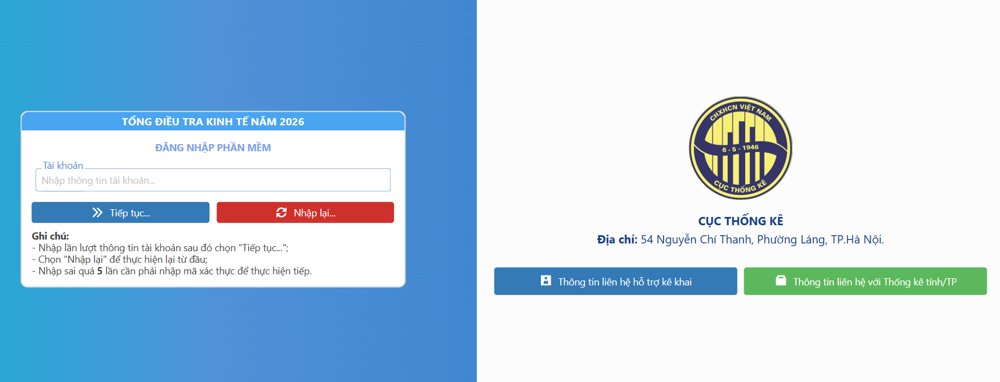 TỔNG ĐIỀU TRA KINH TẾ NĂM 2026
ĐĂNG NHẬP PHẦN MỀM
Tài khoản
Nhập thông tin tài khoản...
Tiếp tục...
Nhập lại...
Ghi chú:
- Nhập lần lượt thông tin tài khoản sau đó chọn "Tiếp tục...";
- Chọn "Nhập lại" để thực hiện lại từ đầu;
- Nhập sai quá 5 lần cần phải nhập mã xác thực để thực hiện tiếp.
CHXHCN VIỆT NAM
6 - 5 - 1946
CỤC THỐNG KÊ
CỤC THỐNG KÊ
Địa chỉ: 54 Nguyễn Chí Thanh, Phường Láng, TP.Hà Nội.
Thông tin liên hệ hỗ trợ kê khai
Thông tin liên hệ với Thống kê tỉnh/TP